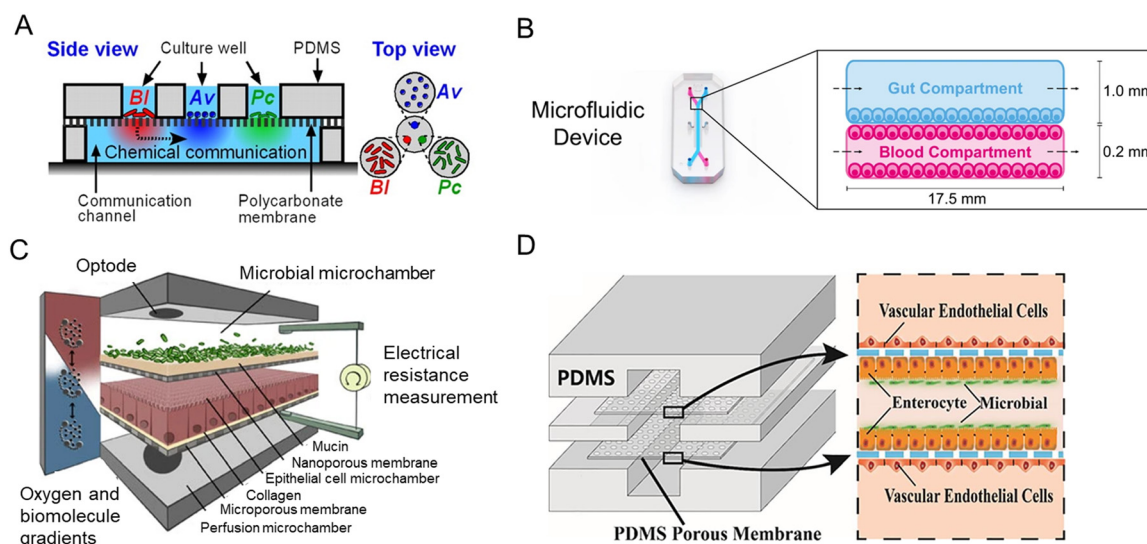 A
Side view
Culture well
PDMS
Top view
Bl
Av
Pc
Av
Chemical communication
Bl
Pc
Communication
channel
Polycarbonate
membrane
B
Microfluidic
Device
Gut Compartment
1.0 mm
Blood Compartment
0.2 mm
17.5 mm
C
Optode
Microbial microchamber
Electrical
resistance
measurement
Mucin
Nanoporous membrane
Epithelial cell microchamber
Collagen
Microporous membrane
Perfusion microchamber
Oxygen and
biomolecule
gradients
D
PDMS
PDMS Porous Membrane
Vascular Endothelial Cells
Enterocyte
Microbial
Vascular Endothelial Cells